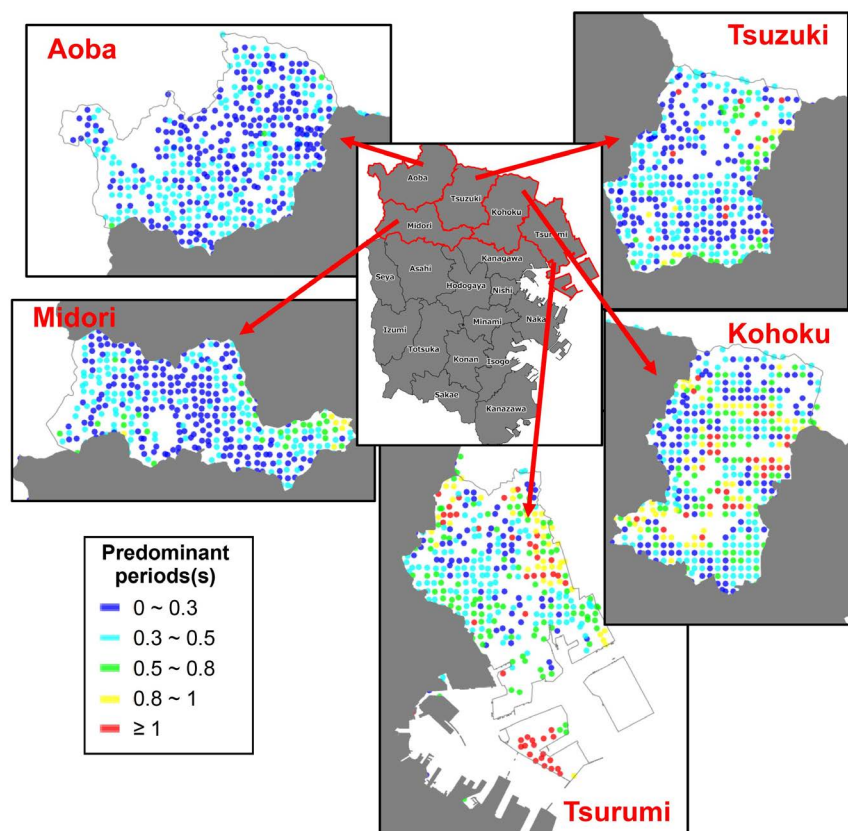 Aoba
Tsuzuki
Aoba
Tsuzuki
Kohoku
Midori
Tsurumi
Kanagawa
Asahi
Seya
Hodogaya
Nishi
Izumi
Minami
Naka
Totsuka
Konan
Isogo
Sakae
Kanazawa
Midori
Kohoku
Predominant
periods(s)
0 ~ 0.3
0.3 ~ 0.5
0.5 ~ 0.8
0.8 ~ 1
≥ 1
Tsurumi